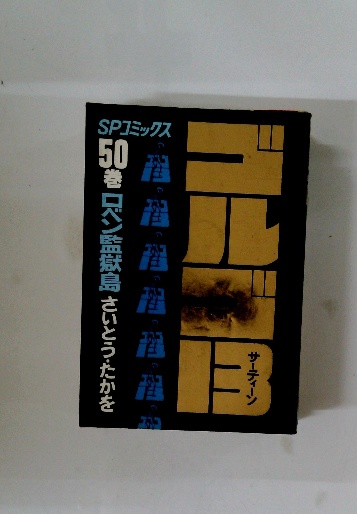 SPコミックス
50巻
ロベン監獄島
さいとう・たかを
ゴルゴ13
サーティーン